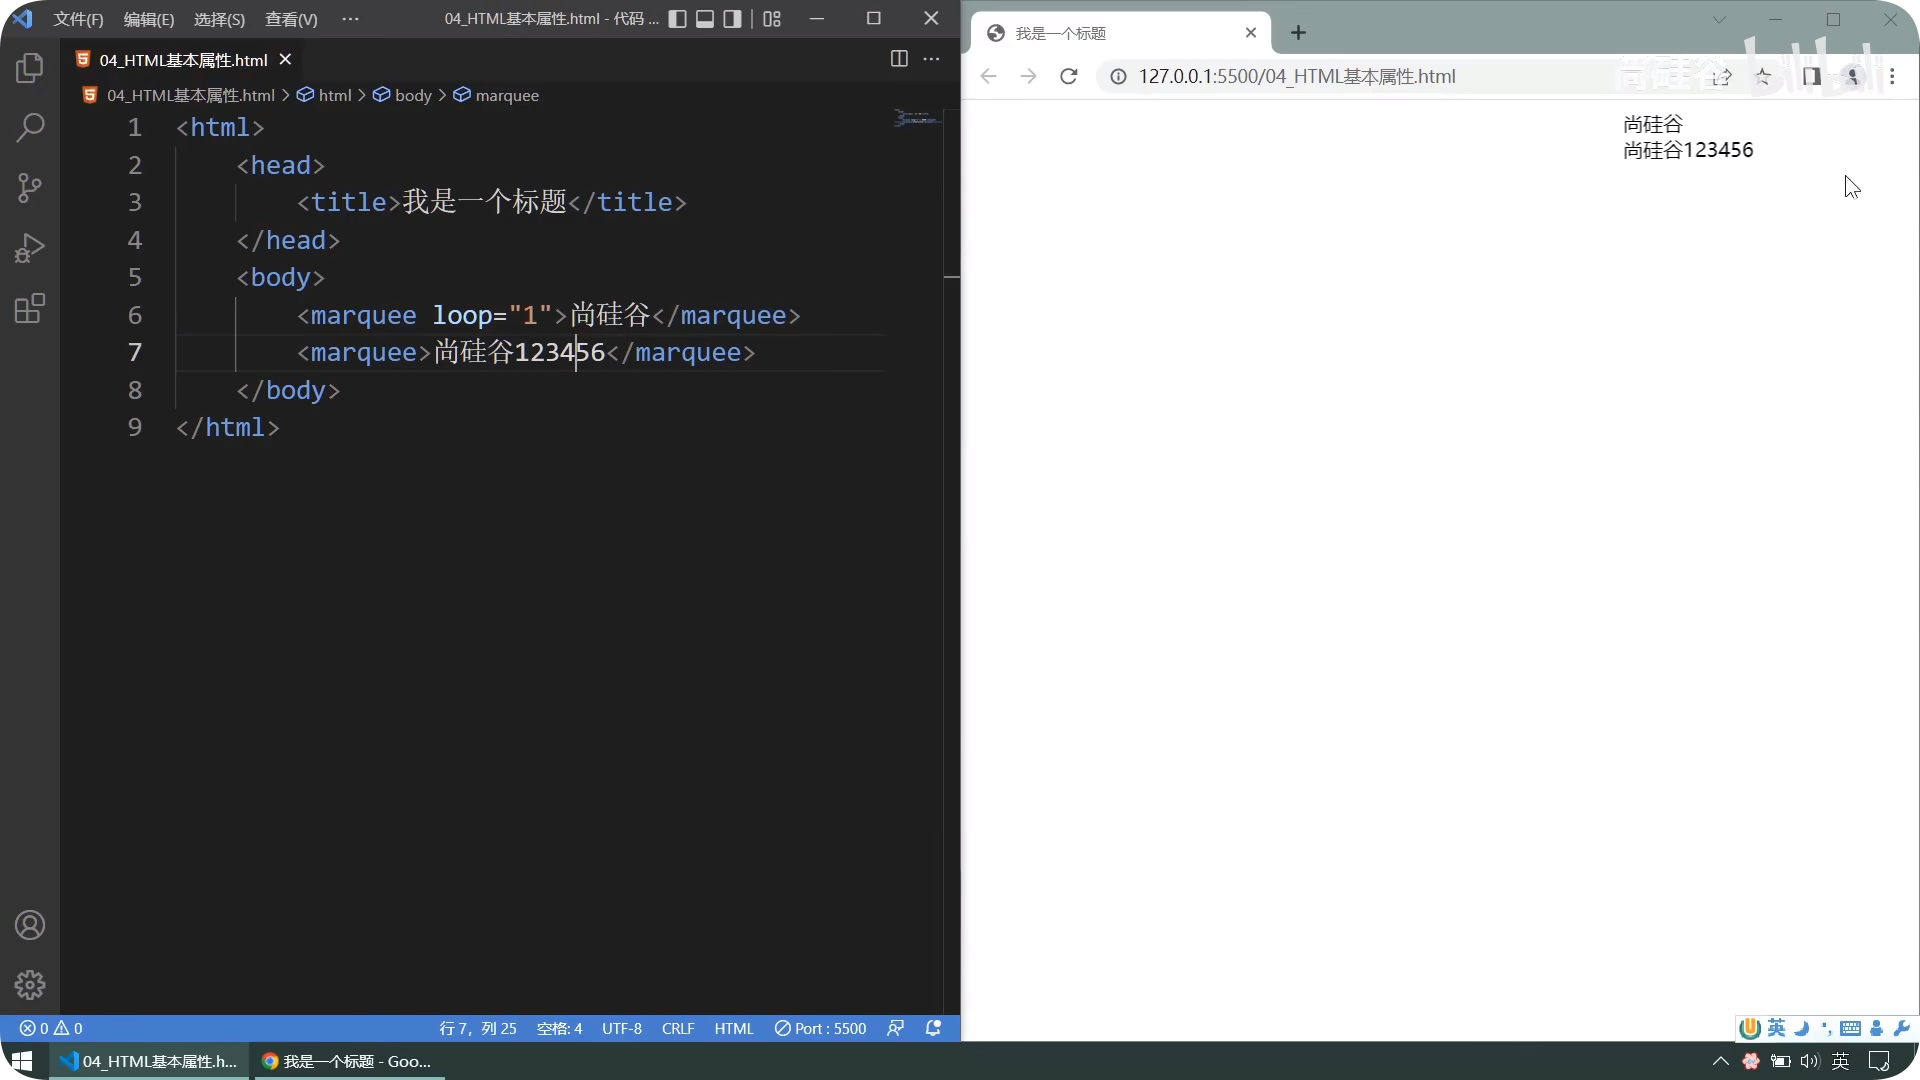 文件(F) 编辑(E) 选择(S) 查看(V) ··· 04_HTML基本属性.html - 代码 ...
04_HTML基本属性.html
04_HTML基本属性.html > html > body > marquee
1 <html>
2 <head>
3 <title>我是一个标题</title>
4 </head>
5 <body>
6 <marquee loop="1">尚硅谷</marquee>
7 <marquee>尚硅谷123456</marquee>
8 </body>
9 </html>
0 0 行 7，列 25 空格: 4 UTF-8 CRLF HTML Port : 5500
我是一个标题
127.0.0.1:5500/04_HTML基本属性.html
尚硅谷 bilibili
尚硅谷
尚硅谷123456
英
04_HTML基本属性.h... 我是一个标题 - Goo... 英